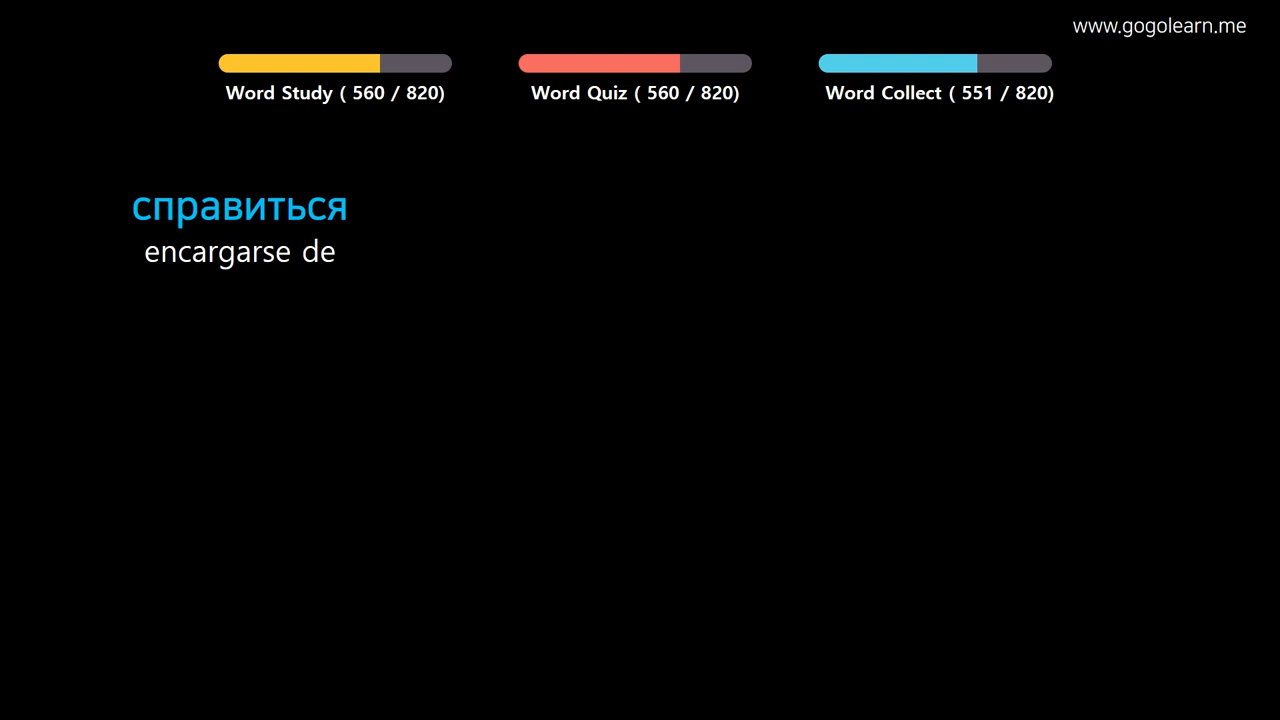 www.gogolearn.me
Word Study ( 560 / 820)
Word Quiz ( 560 / 820)
Word Collect ( 551 / 820)
справиться
encargarse de